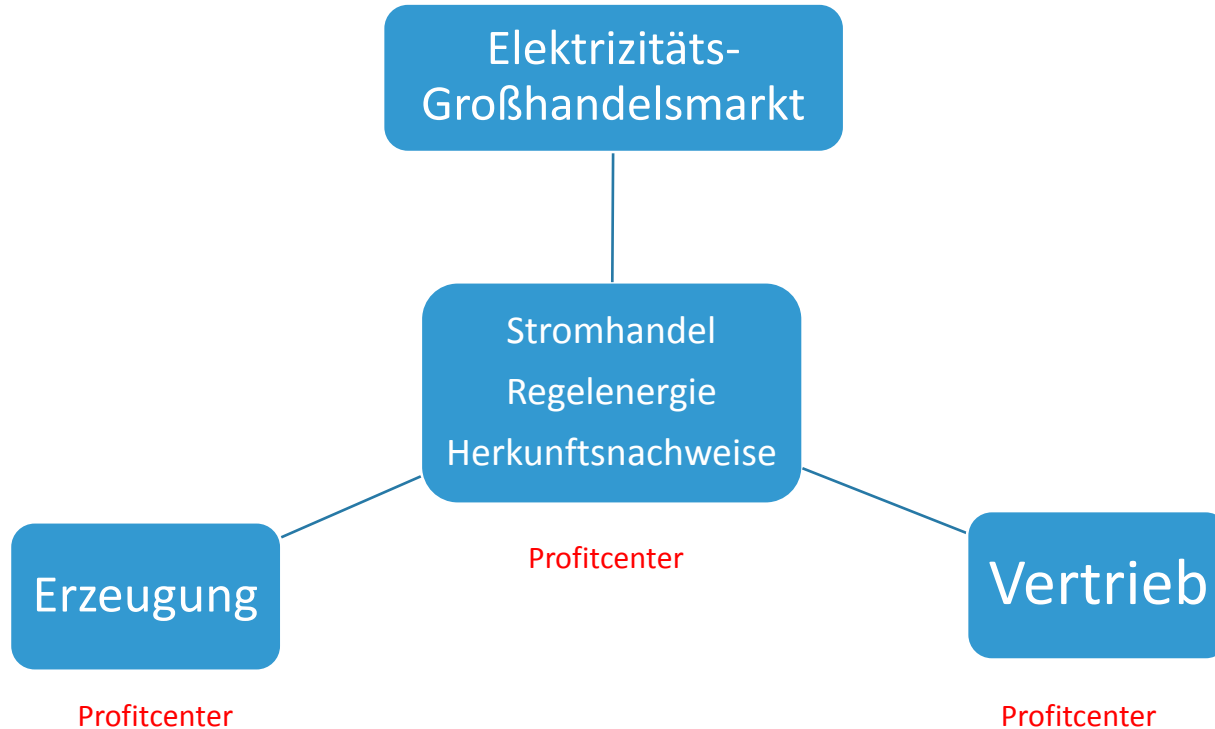 Elektrizitäts-
Großhandelsmarkt
Stromhandel
Regelenergie
Herkunftsnachweise
Profitcenter
Erzeugung
Profitcenter
Vertrieb
Profitcenter